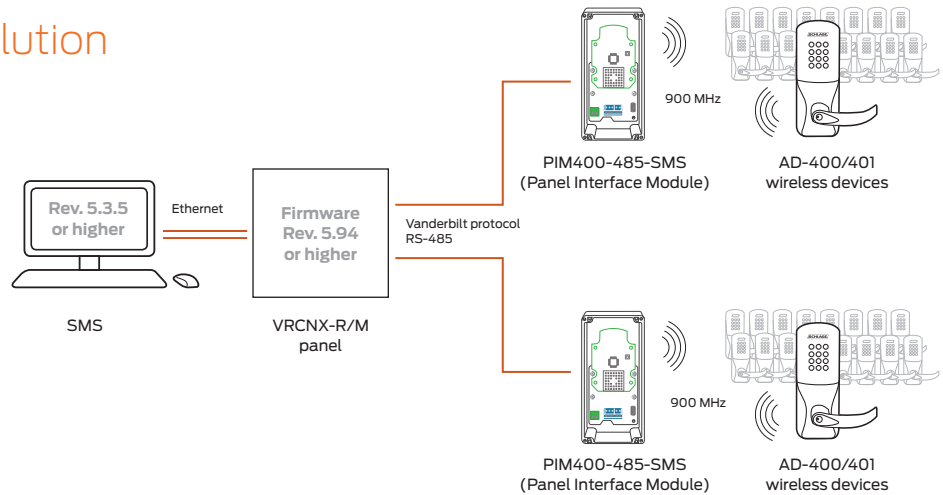 lution
Rev. 5.3.5
or higher
SMS
Ethernet
Firmware
Rev. 5.94
or higher
VRCNX-R/M
panel
Vanderbilt protocol
RS-485
900 MHz
PIM400-485-SMS
(Panel Interface Module)
SCHLAGE
AD-400/401
wireless devices
900 MHz
PIM400-485-SMS
(Panel Interface Module)
SCHLAGE
AD-400/401
wireless devices